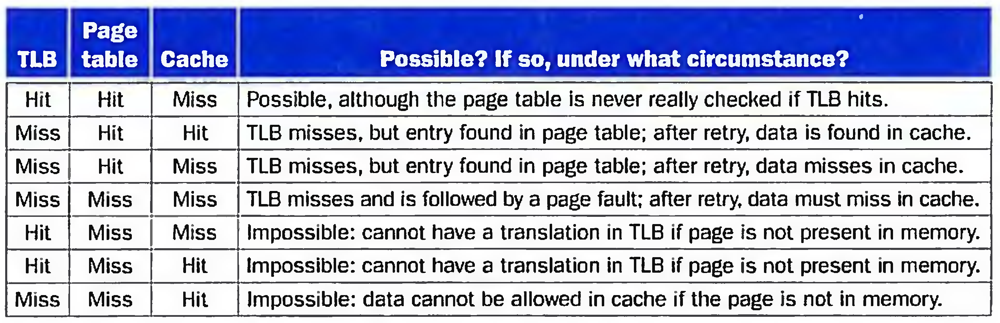 TLB Page table Cache Possible? If so, under what circumstance?
Hit Hit Miss Possible, although the page table is never really checked if TLB hits.
Miss Hit Hit TLB misses, but entry found in page table; after retry, data is found in cache.
Miss Hit Miss TLB misses, but entry found in page table; after retry, data misses in cache.
Miss Miss Miss TLB misses and is followed by a page fault; after retry, data must miss in cache.
Hit Miss Miss Impossible: cannot have a translation in TLB if page is not present in memory.
Hit Miss Hit Impossible: cannot have a translation in TLB if page is not present in memory.
Miss Miss Hit Impossible: data cannot be allowed in cache if the page is not in memory.